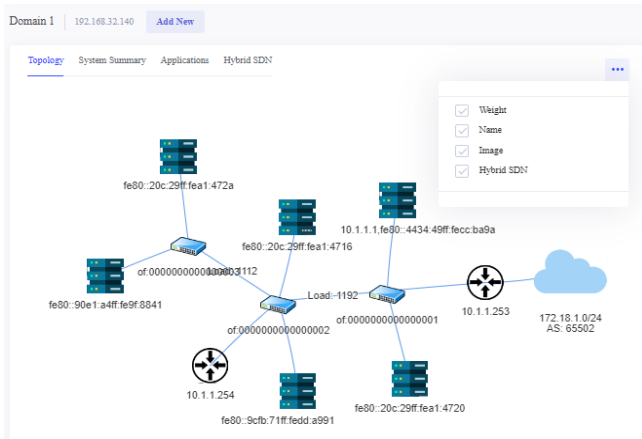 Domain 1 192.168.32.140 Add New
Topology System Summary Applications Hybrid SDN
Weight
Name
Image
Hybrid SDN
fe80::20c:29ff:fea1:472a
fe80::20c:29ff:fea1:4716
10.1.1.1,fe80::4434:49ff:fecc:ba9a
of:0000000000000003
1112
fe80::90e1:a4ff:fe9f:8841
Load: 1192
of:0000000000000002
of:0000000000000001
10.1.1.253
172.18.1.0/24
AS: 65502
10.1.1.254
fe80::9cfb:71ff:fedd:a991
fe80::20c:29ff:fea1:4720